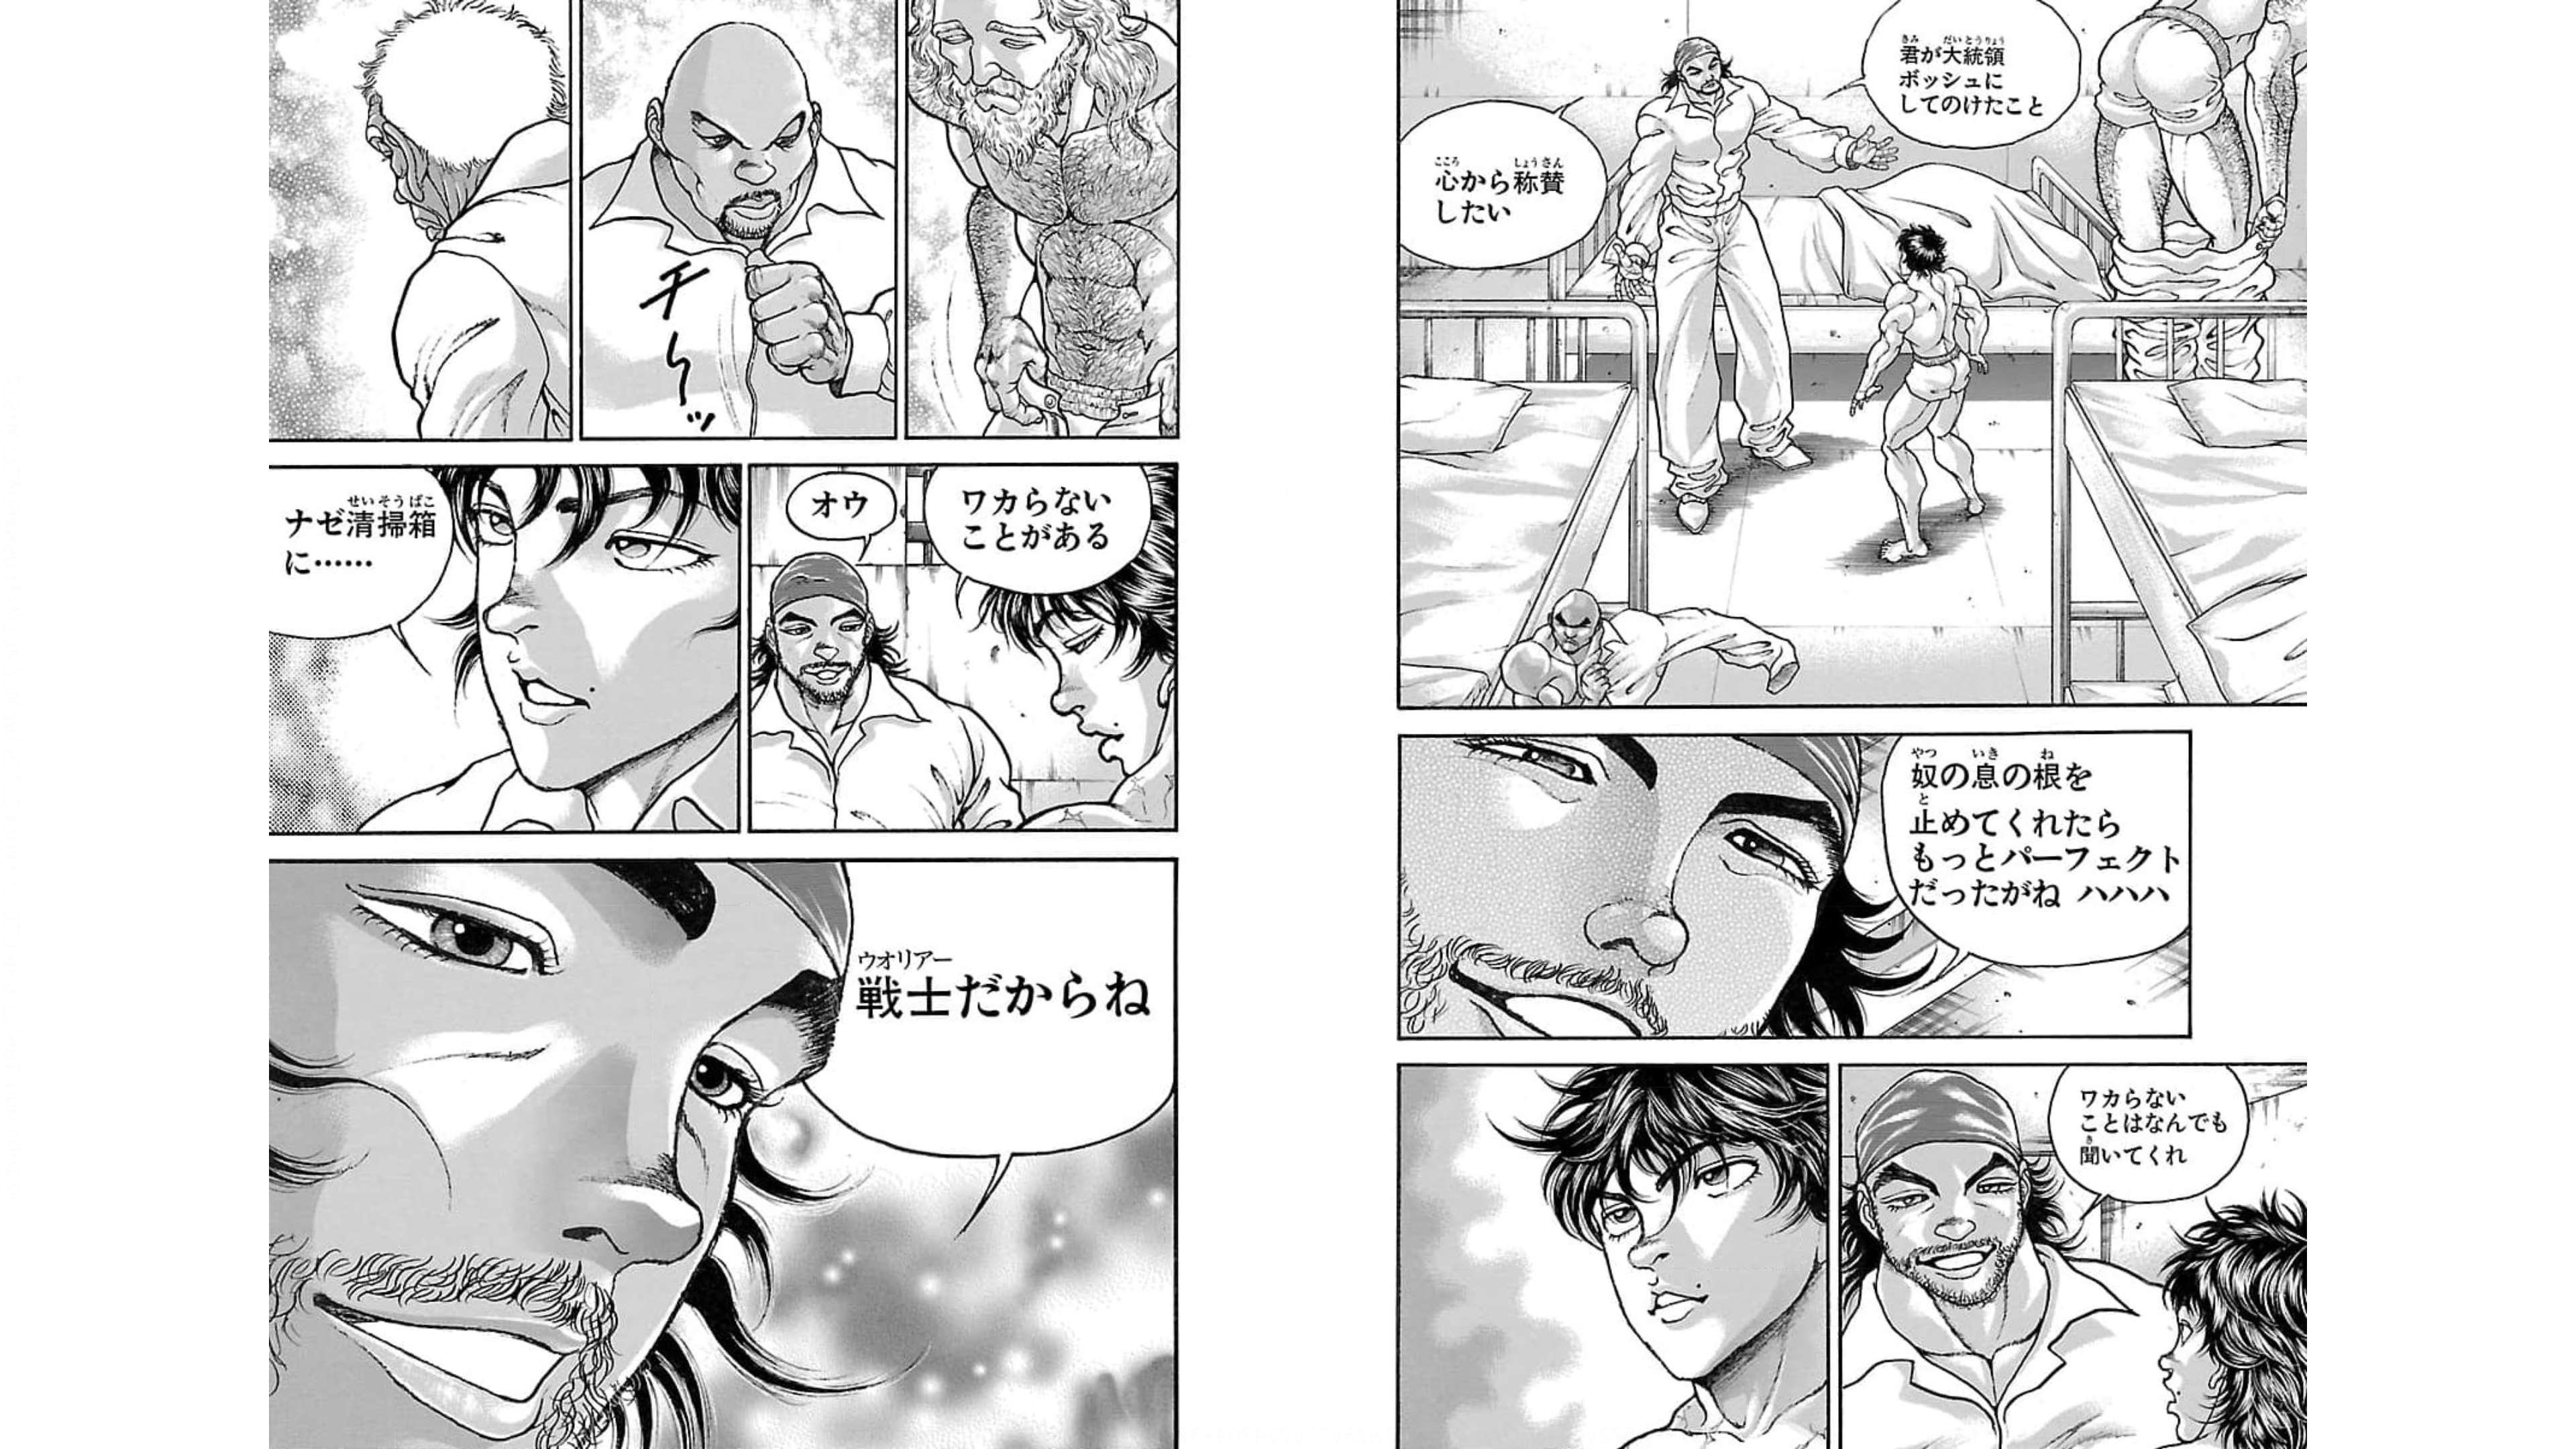 君が大統領
ボッシュに
してのけたこと
心から称賛
したい
奴の息の根を
止めてくれたら
もっとパーフェクト
だったがね ハハハ
ワカらない
ことはなんでも
聞いてくれ
チ〜〜ッ
ワカらない
ことがある
オウ
ナゼ清掃箱
に……
戦士だからね
ウオリアー